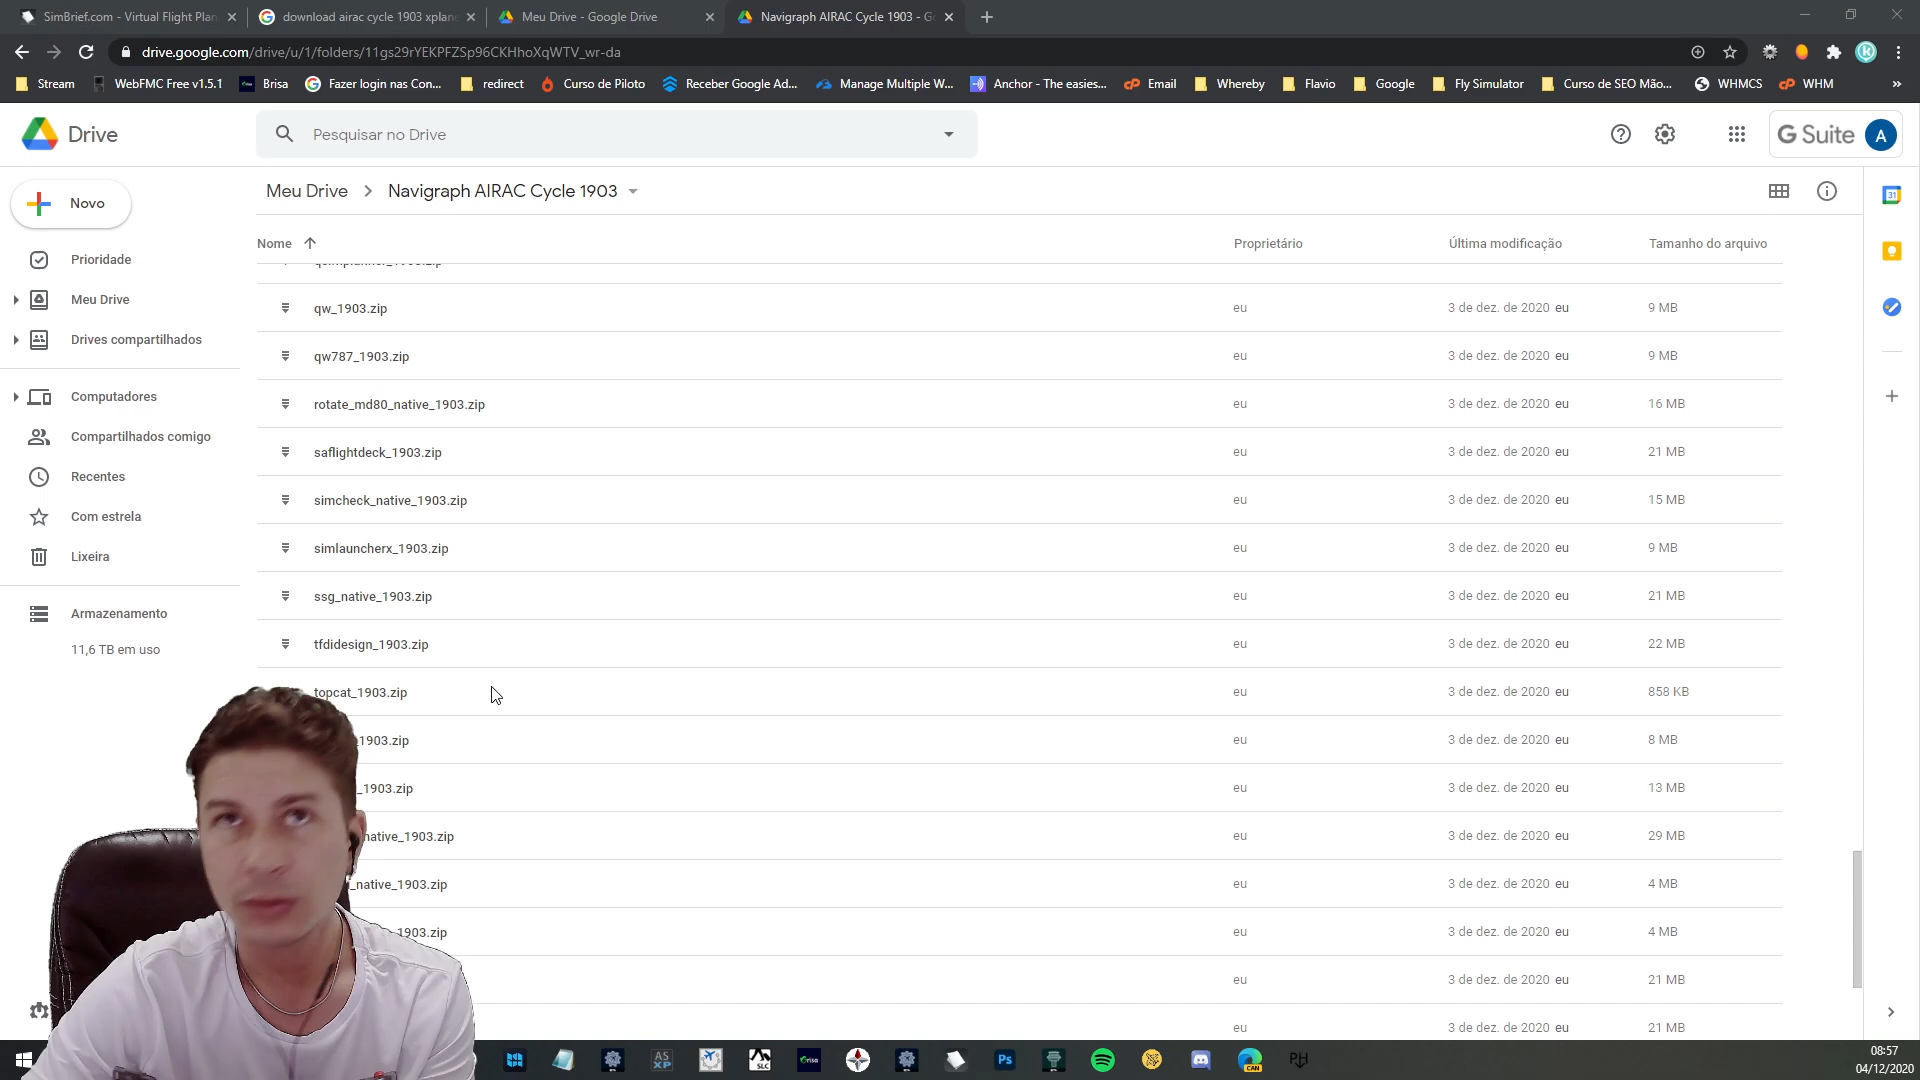 SimBrief.com - Virtual Flight Plan
download airac cycle 1903 xplane
Meu Drive - Google Drive
Navigraph AIRAC Cycle 1903 - Go
drive.google.com/drive/u/1/folders/11gs29rYEKPFZSp96CKHhoXqWTV_wr-da
Stream
WebFMC Free v1.5.1
Brisa
Fazer login nas Con...
redirect
Curso de Piloto
Receber Google Ad...
Manage Multiple W...
Anchor - The easies...
Email
Whereby
Flavio
Google
Fly Simulator
Curso de SEO Mão...
WHMCS
WHM
»
Drive
Pesquisar no Drive
G Suite
A
Novo
Meu Drive
Navigraph AIRAC Cycle 1903
Prioridade
Meu Drive
Drives compartilhados
Computadores
Compartilhados comigo
Recentes
Com estrela
Lixeira
Armazenamento
11,6 TB em uso
Nome Proprietário Última modificação Tamanho do arquivo
qw_1903.zip eu 3 de dez. de 2020 eu 9 MB
qw787_1903.zip eu 3 de dez. de 2020 eu 9 MB
rotate_md80_native_1903.zip eu 3 de dez. de 2020 eu 16 MB
saflightdeck_1903.zip eu 3 de dez. de 2020 eu 21 MB
simcheck_native_1903.zip eu 3 de dez. de 2020 eu 15 MB
simlauncherx_1903.zip eu 3 de dez. de 2020 eu 9 MB
ssg_native_1903.zip eu 3 de dez. de 2020 eu 21 MB
tfdidesign_1903.zip eu 3 de dez. de 2020 eu 22 MB
topcat_1903.zip eu 3 de dez. de 2020 eu 858 KB
1903.zip eu 3 de dez. de 2020 eu 8 MB
_1903.zip eu 3 de dez. de 2020 eu 13 MB
native_1903.zip eu 3 de dez. de 2020 eu 29 MB
_native_1903.zip eu 3 de dez. de 2020 eu 4 MB
1903.zip eu 3 de dez. de 2020 eu 4 MB
eu 3 de dez. de 2020 eu 21 MB
eu 3 de dez. de 2020 eu 21 MB
31
AS
XP
SLC
Brisa
Ps
CAN
PH
08:57
04/12/2020